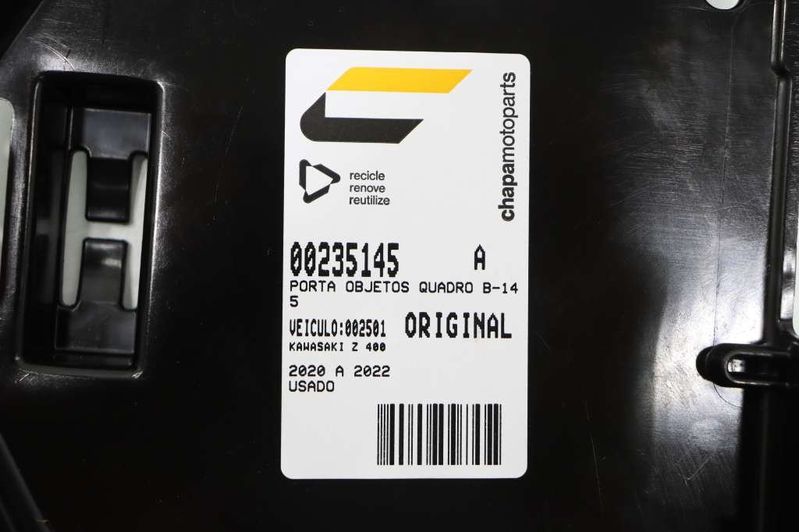 recicle
renove
reutilize
chapamotoparts
00235145 A
PORTA OBJETOS QUADRO B-14
5
VEICULO:002501 ORIGINAL
KAWASAKI Z 400
2020 A 2022
USADO